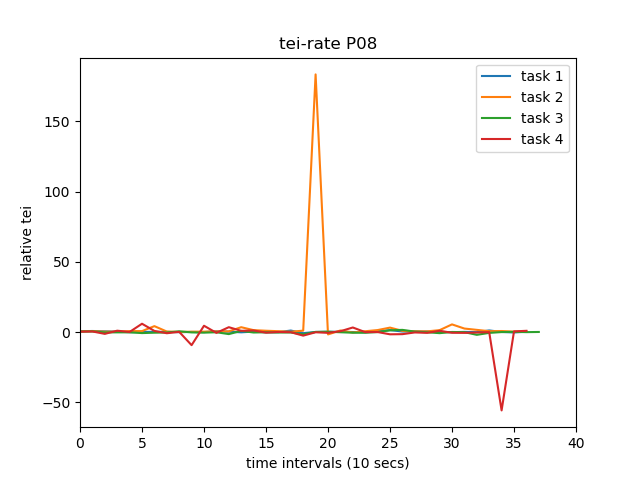 tei-rate P08
task 1
task 2
task 3
task 4
relative tei
150
100
50
0
−50
0 5 10 15 20 25 30 35 40
time intervals (10 secs)